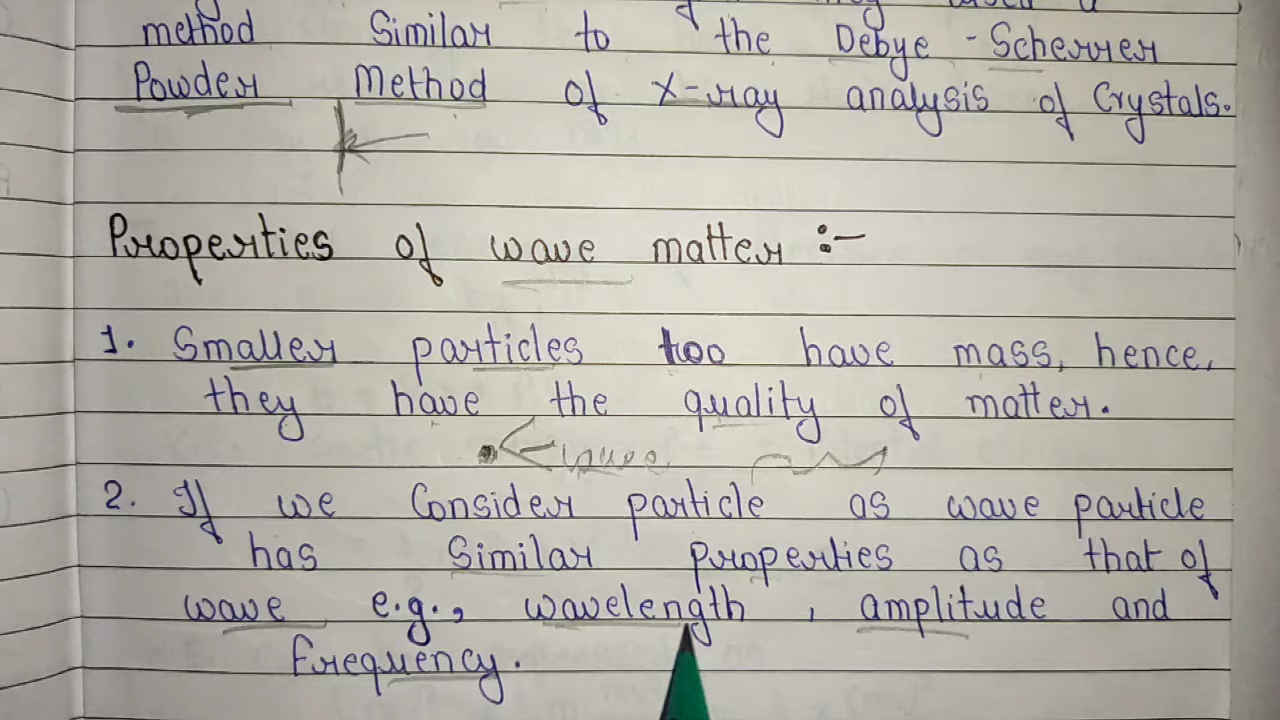 method Similar to the Debye - Scherrer
Powder Method of X-ray analysis of Crystals.
Properties of wave matter :-
1. Smaller particles too have mass, hence,
they have the quality of matter.
wave
2. If we Consider particle as wave particle
has Similar properties as that of
wave e.g., wavelength, amplitude and
frequency.